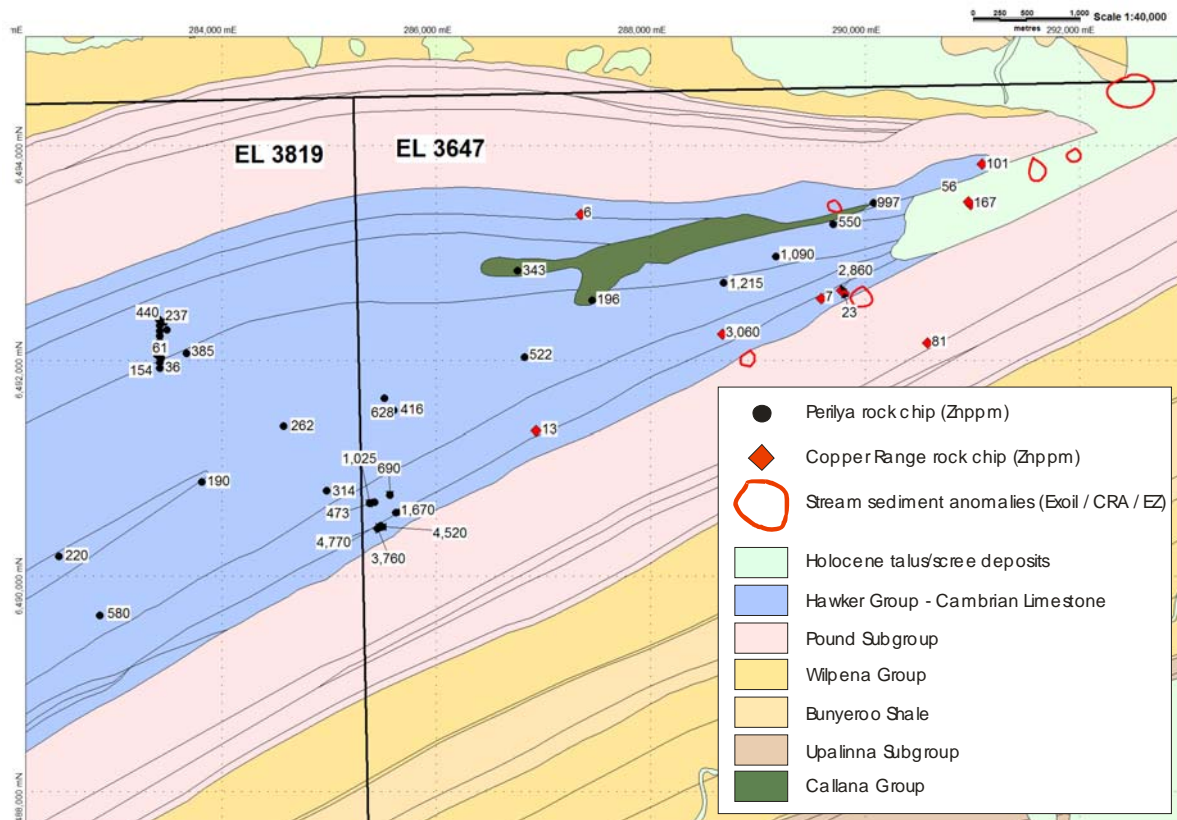 0 250 500 1,000
Scale 1:40,000
metres
mE 284,000 mE 286,000 mE 288,000 mE 290,000 mE 292,000 mE
6,494,000 mN
6,492,000 mN
6,490,000 mN
488,000 mN
EL 3819
EL 3647
101
56
167
997
6
550
1,090
343
2,860
1,215
7
196
23
440 237
3,060
81
61
385
522
154 36
416
628
262
13
1,025
690
190
314
473
1,670
4,770
4,520
3,760
220
580
Perilya rock chip (Znppm)
Copper Range rock chip (Znppm)
Stream sediment anomalies (Exoil / CRA / EZ)
Holocene talus/scree deposits
Hawker Group - Cambrian Limestone
Pound Subgroup
Wilpena Group
Bunyeroo Shale
Upalinna Subgroup
Callana Group